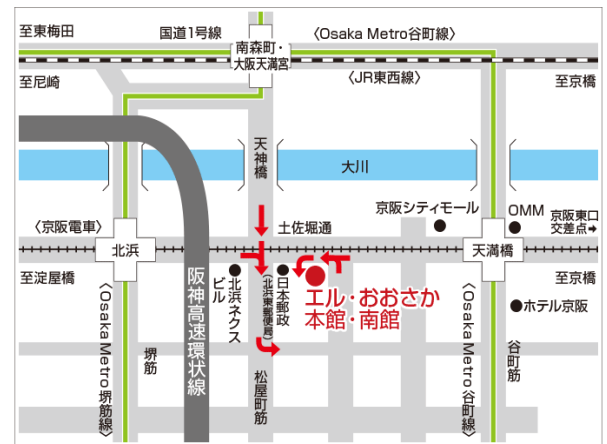 至東梅田
国道1号線
南森町・
大阪天満宮
〈Osaka Metro谷町線〉
至尼崎
〈JR東西線〉
至京橋
天神橋
大川
京阪シティモール
OMM
京阪東口
交差点➡
〈京阪電車〉
土佐堀通
北浜
天満橋
至淀屋橋
至京橋
阪神高速環状線
北浜ネクス
ビル
(北浜東郵便局)
日本郵政
エル・おおさか
本館・南館
ホテル京阪
〈Osaka Metro堺筋線〉
堺筋
松屋町筋
〈Osaka Metro谷町線〉
谷町筋